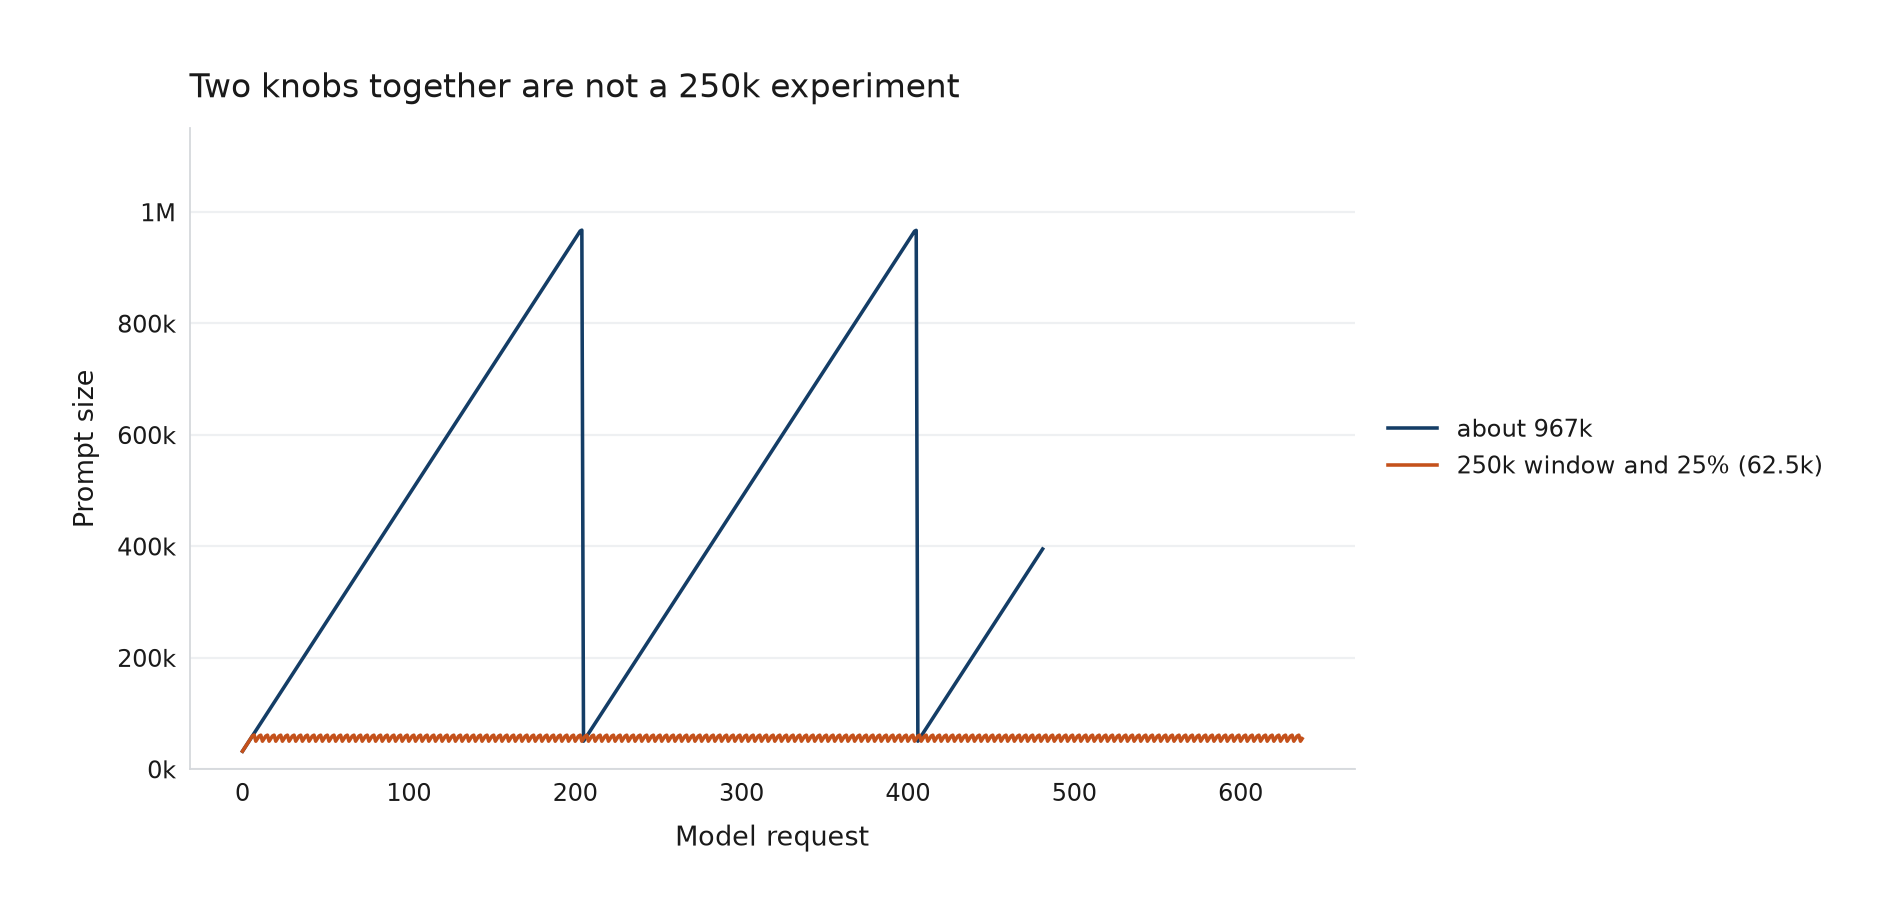 Two knobs together are not a 250k experiment
1M
800k
600k
400k
200k
0k
Prompt size
0 100 200 300 400 500 600
Model request
about 967k
250k window and 25% (62.5k)